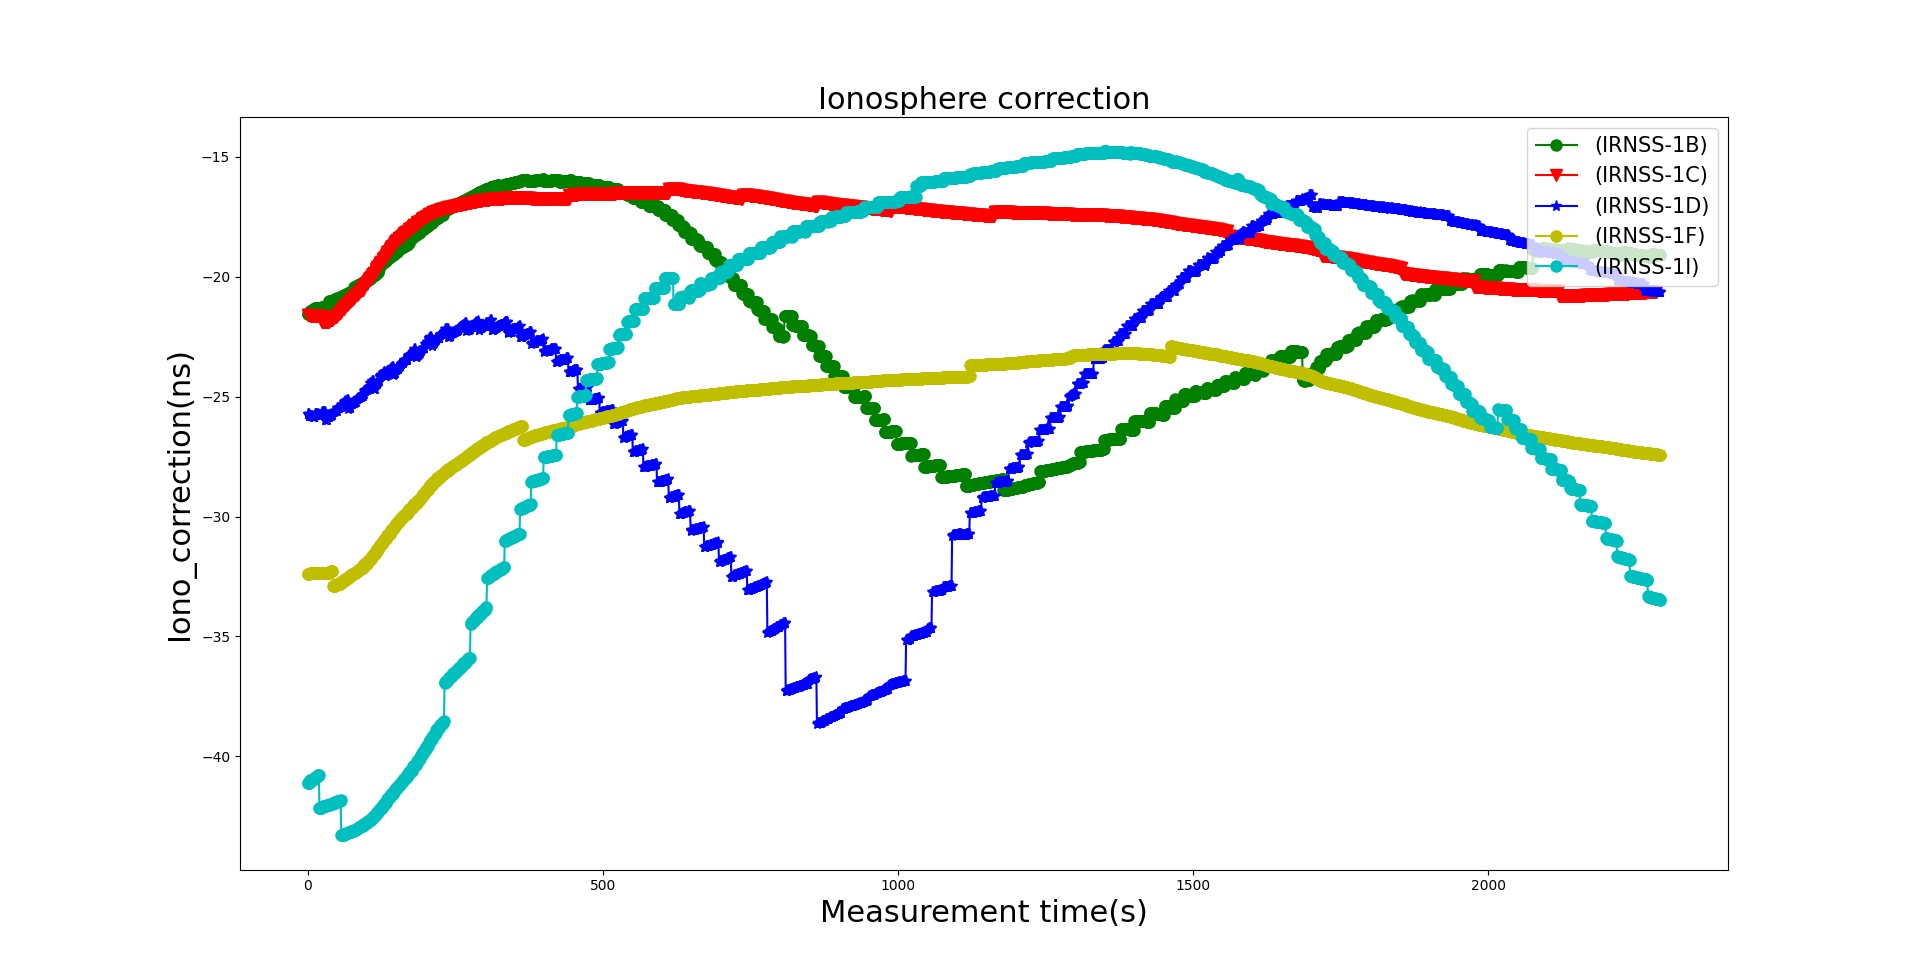 Ionosphere correction
(IRNSS-1B)
(IRNSS-1C)
(IRNSS-1D)
(IRNSS-1F)
(IRNSS-1I)
Iono_correction(ns)
−15
−20
−25
−30
−35
−40
0 500 1000 1500 2000
Measurement time(s)